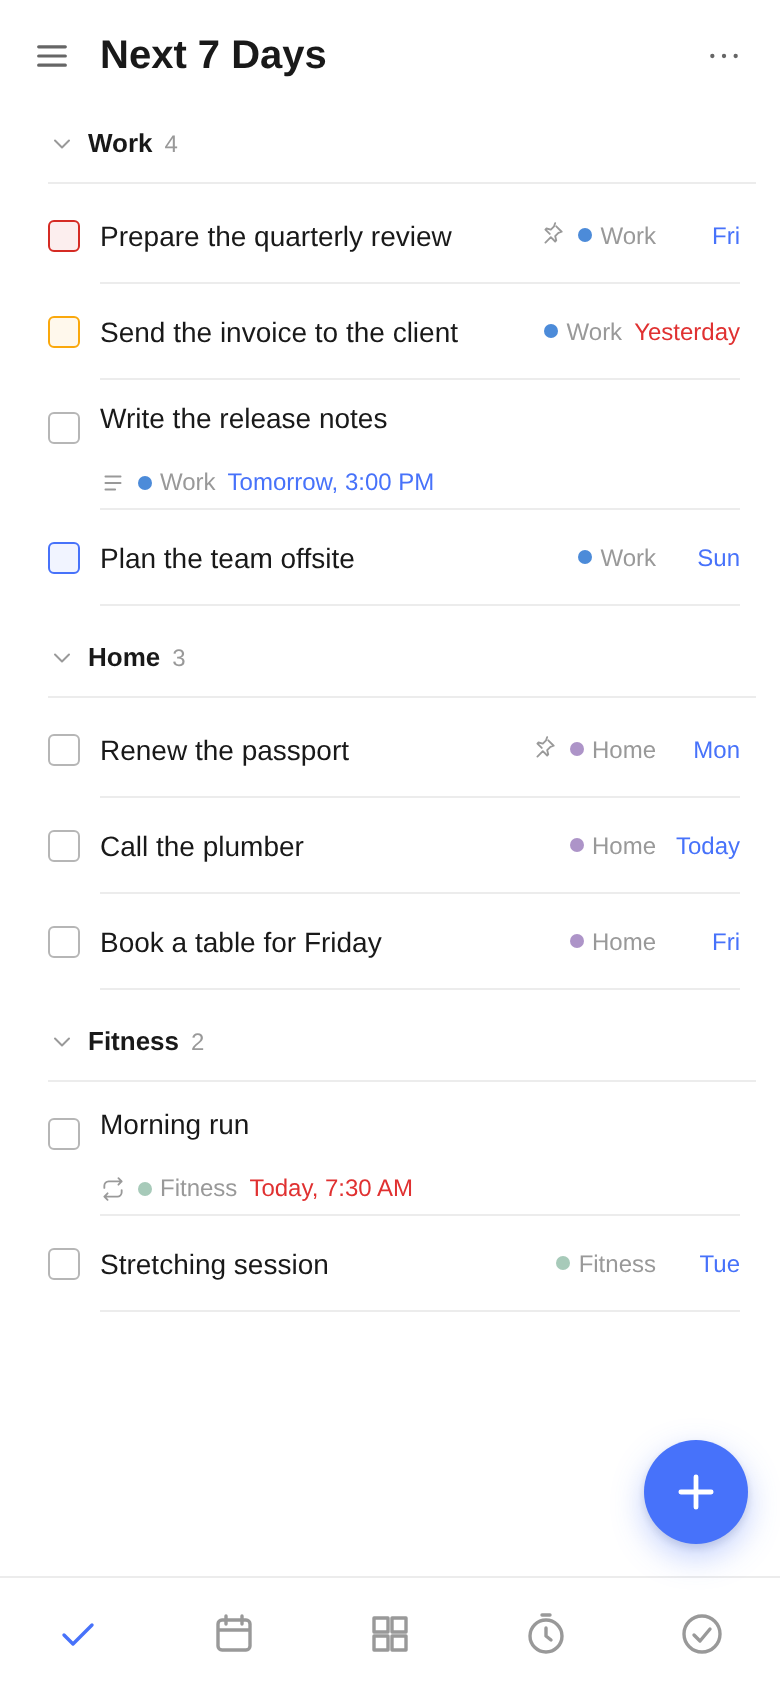 Next 7 Days
Work 4
Prepare the quarterly review Work Fri
Send the invoice to the client Work Yesterday
Write the release notes
Work Tomorrow, 3:00 PM
Plan the team offsite Work Sun
Home 3
Renew the passport Home Mon
Call the plumber Home Today
Book a table for Friday Home Fri
Fitness 2
Morning run
Fitness Today, 7:30 AM
Stretching session Fitness Tue